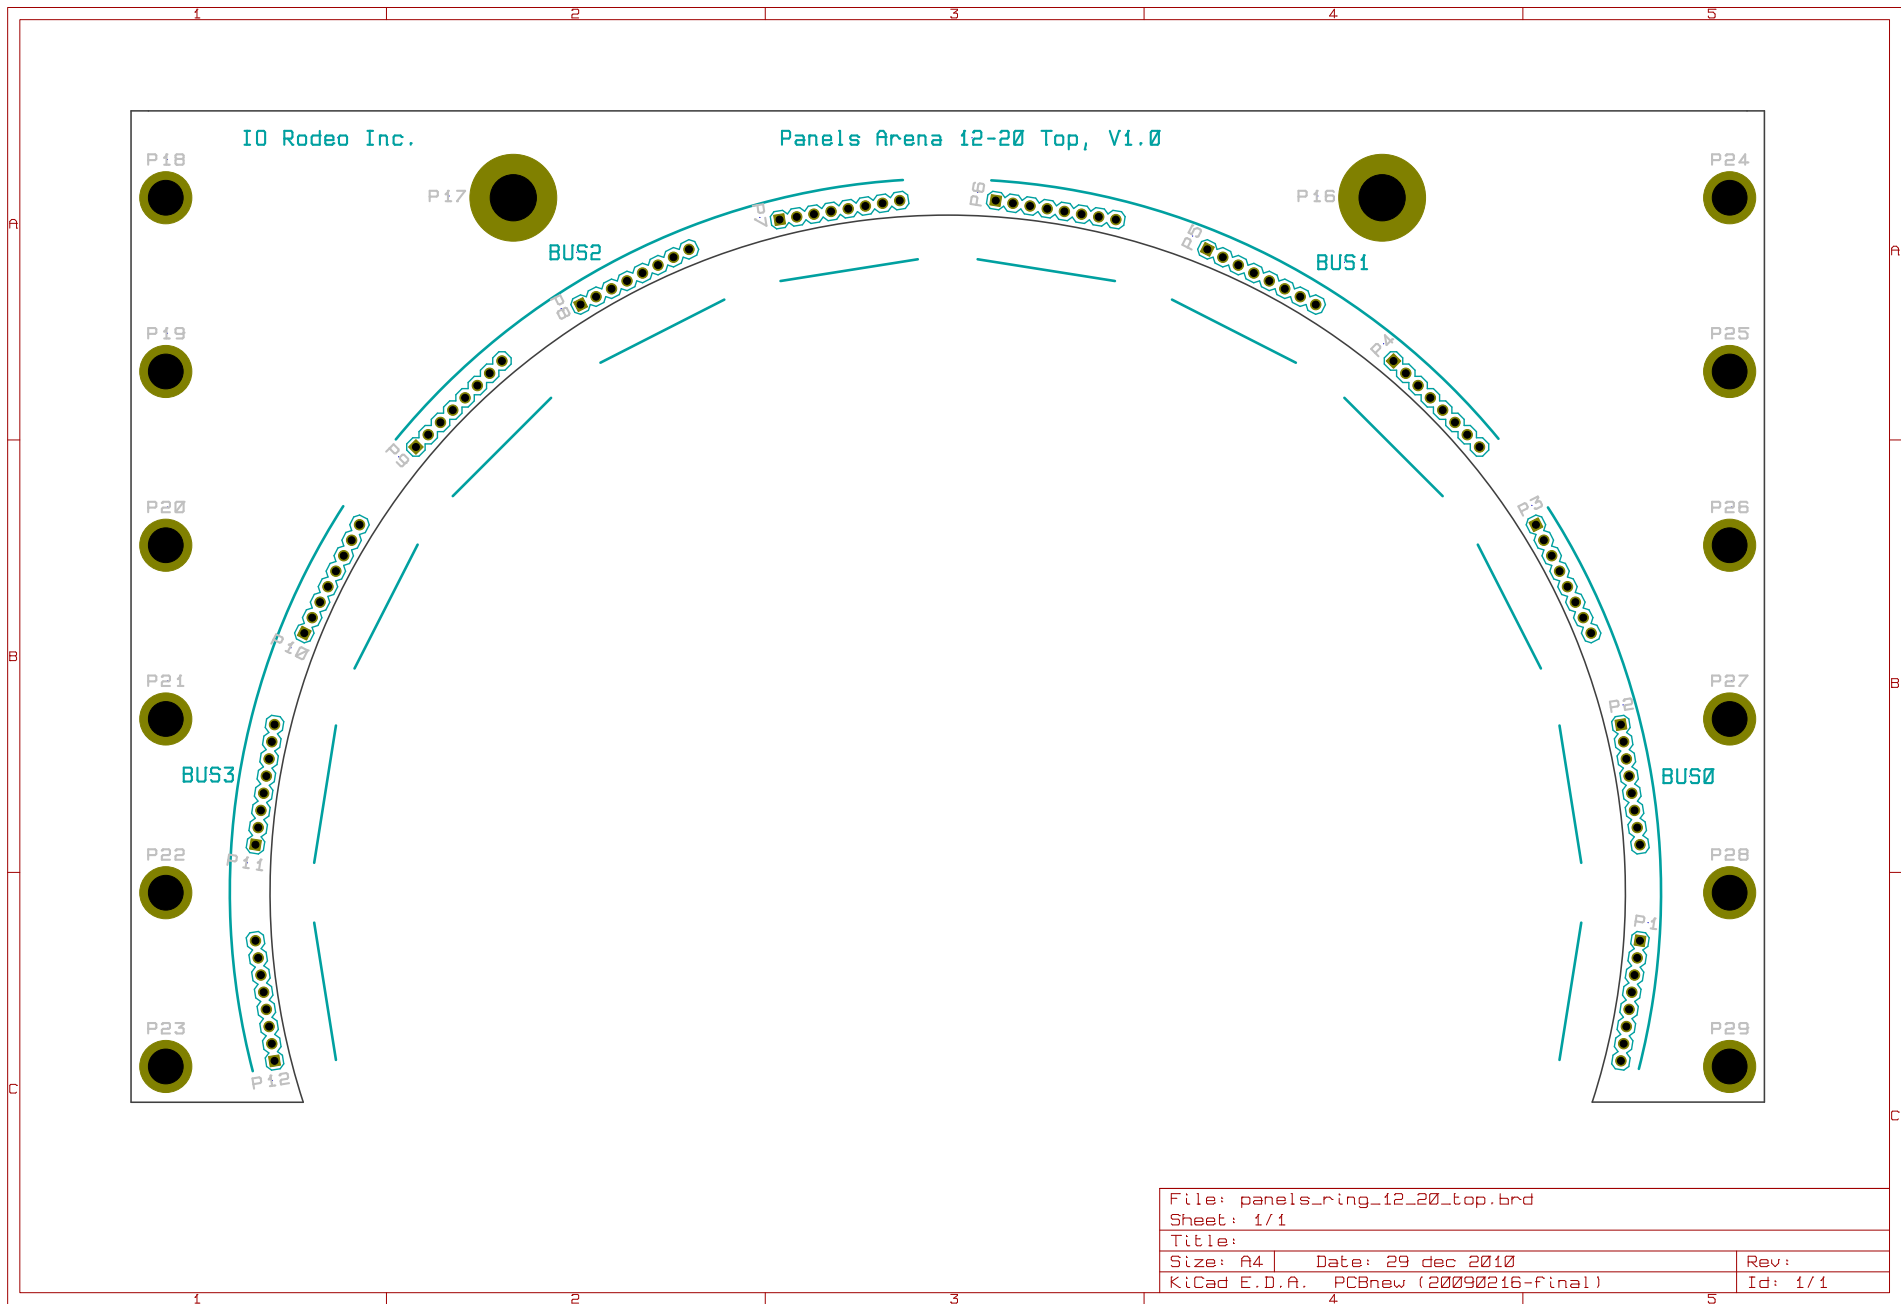 1 2 3 4 5
IO Rodeo Inc. Panels Arena 12-20 Top, V1.0
P18 P24
P17 P16
P6
P7
A A
P5
BUS2 BUS1
P8
P19 P25
P4
P9
P20 P26
P3
P10
B B
P21 P27
P2
BUS3 BUS0
P22 P28
P11
P1
P23 P29
P12
C C
File: panels_ring_12_20_top.brd
Sheet: 1/1
Title:
Size: A4 Date: 29 dec 2010 Rev:
KiCad E.D.A. PCBnew (20090216-final) Id: 1/1
1 2 3 4 5